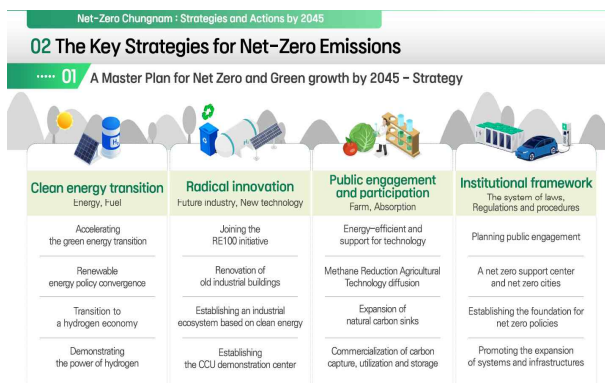 Net-Zero Chungnam : Strategies and Actions by 2045
02 The Key Strategies for Net-Zero Emissions
····· 01 A Master Plan for Net Zero and Green growth by 2045 - Strategy
H₂
Clean energy transition
Energy, Fuel
Accelerating
the green energy transition
Renewable
energy policy convergence
Transition to
a hydrogen economy
Demonstrating
the power of hydrogen
Radical innovation
Future industry, New technology
Joining the
RE100 initiative
Renovation of
old industrial buildings
Establishing an industrial
ecosystem based on clean energy
Establishing
the CCU demonstration center
Public engagement
and participation
Farm, Absorption
Energy-efficient and
support for technology
Methane Reduction Agricultural
Technology diffusion
Expansion of
natural carbon sinks
Commercialization of carbon
capture, utilization and storage
Institutional framework
The system of laws,
Regulations and procedures
Planning public engagement
A net zero support center
and net zero cities
Establishing the foundation for
net zero policies
Promoting the expansion
of systems and infrastructures